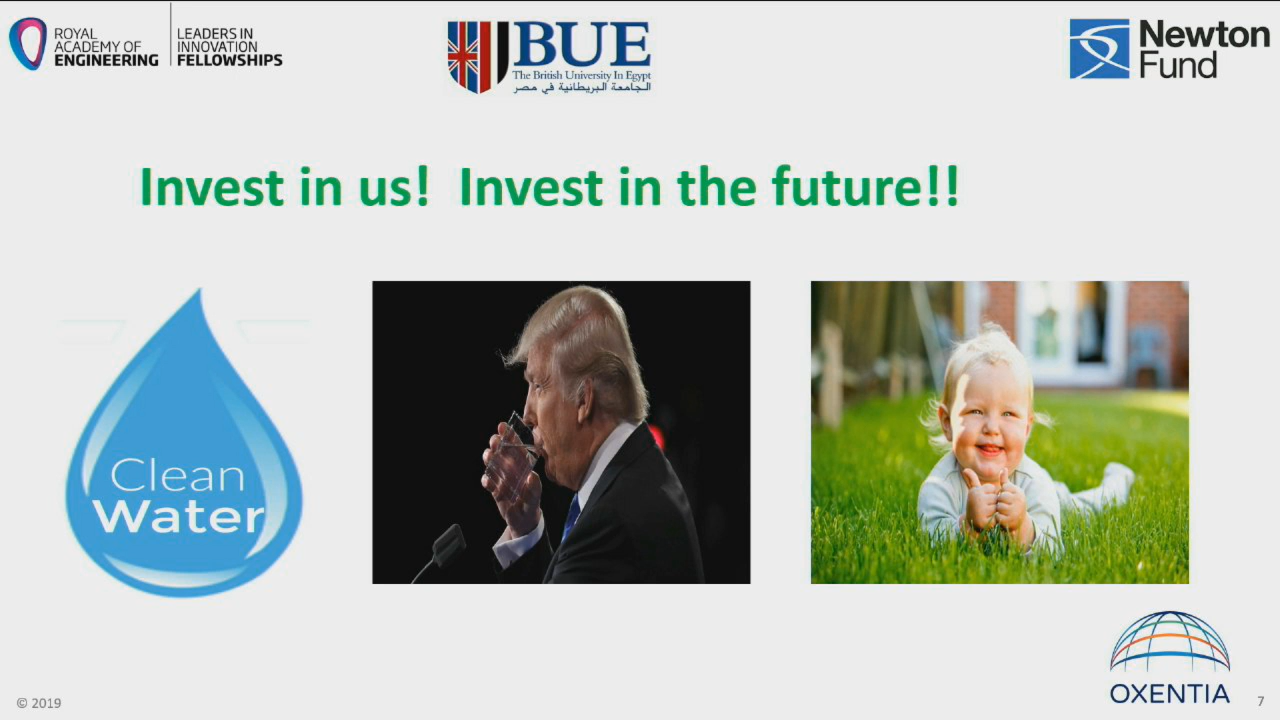 ROYAL
ACADEMY OF
ENGINEERING
LEADERS IN
INNOVATION
FELLOWSHIPS
BUE
The British University In Egypt
الجامعة البريطانية في مصر
Newton
Fund
Invest in us!  Invest in the future!!
Clean
Water
OXENTIA
© 2019
7